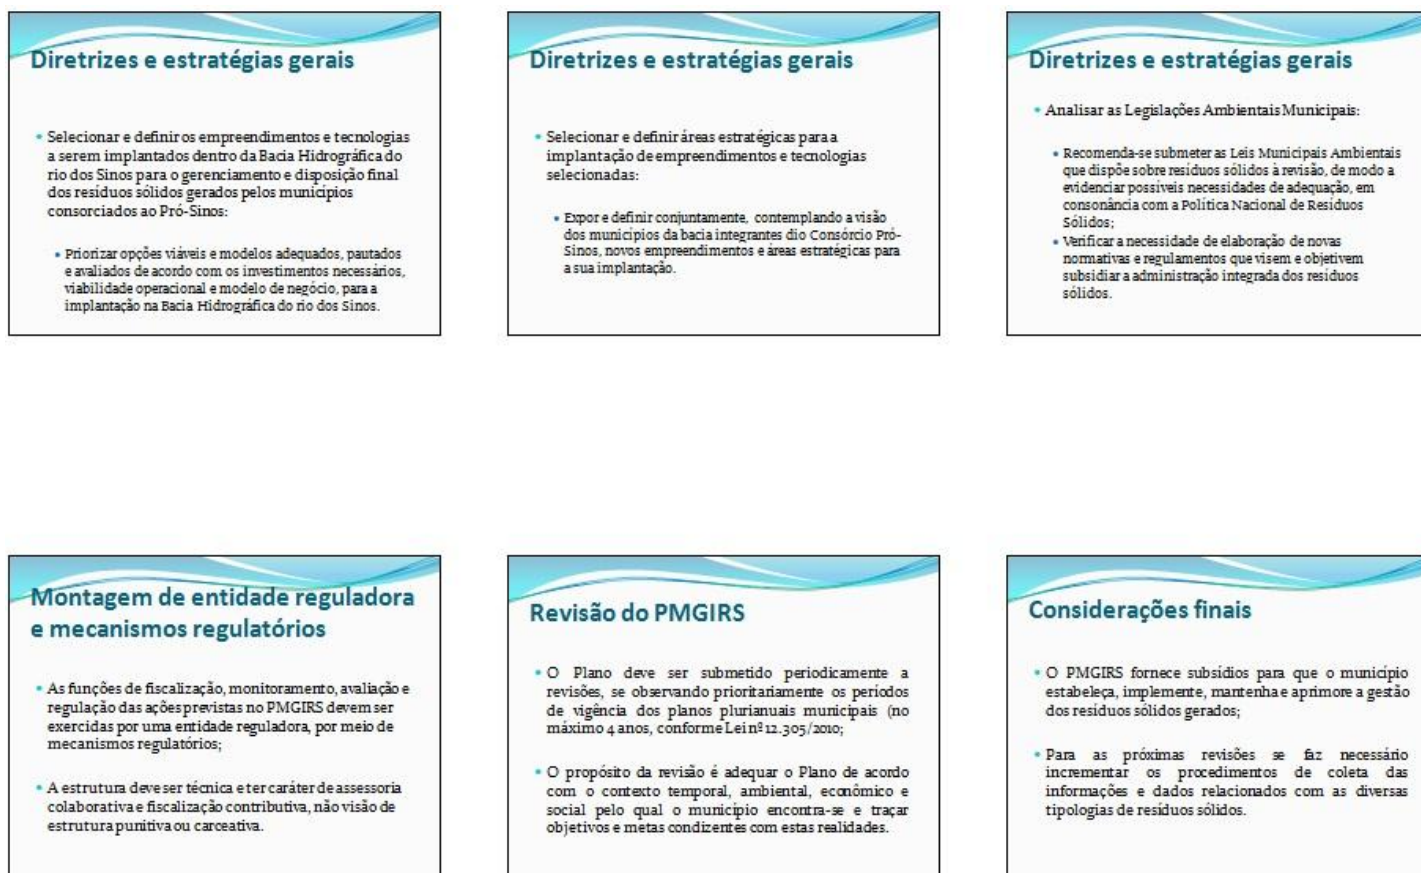 Diretrizes e estratégias gerais
• Selecionar e definir os empreendimentos e tecnologias
a serem implantados dentro da Bacia Hidrográfica do
rio dos Sinos para o gerenciamento e disposição final
dos resíduos sólidos gerados pelos municípios
consorciados ao Pró-Sinos:
• Priorizar opções viáveis e modelos adequados, pautados
e avaliados de acordo com os investimentos necessários,
viabilidade operacional e modelo de negócio, para a
implantação na Bacia Hidrográfica do rio dos Sinos.
Diretrizes e estratégias gerais
• Selecionar e definir áreas estratégicas para a
implantação de empreendimentos e tecnologias
selecionadas:
• Expor e definir conjuntamente, contemplando a visão
dos municípios da bacia integrantes dio Consórcio Pró-
Sinos, novos empreendimentos e áreas estratégicas para
a sua implantação.
Diretrizes e estratégias gerais
• Analisar as Legislações Ambientais Municipais:
• Recomenda-se submeter as Leis Municipais Ambientais
que dispõe sobre resíduos sólidos à revisão, de modo a
evidenciar possíveis necessidades de adequação, em
consonância com a Política Nacional de Resíduos
Sólidos;
• Verificar a necessidade de elaboração de novas
normativas e regulamentos que visem e objetivem
subsidiar a administração integrada dos resíduos
sólidos.
Montagem de entidade reguladora
e mecanismos regulatórios
• As funções de fiscalização, monitoramento, avaliação e
regulação das ações previstas no PMGIRS devem ser
exercidas por uma entidade reguladora, por meio de
mecanismos regulatórios;
• A estrutura deve ser técnica e ter caráter de assessoria
colaborativa e fiscalização contributiva, não visão de
estrutura punitiva ou carceativa.
Revisão do PMGIRS
• O Plano deve ser submetido periodicamente a
revisões, se observando prioritariamente os períodos
de vigência dos planos plurianuais municipais (no
máximo 4 anos, conforme Lei nº 12.305/2010;
• O propósito da revisão é adequar o Plano de acordo
com o contexto temporal, ambiental, econômico e
social pelo qual o município encontra-se e traçar
objetivos e metas condizentes com estas realidades.
Considerações finais
• O PMGIRS fornece subsídios para que o município
estabeleça, implemente, mantenha e aprimore a gestão
dos resíduos sólidos gerados;
• Para as próximas revisões se faz necessário
incrementar os procedimentos de coleta das
informações e dados relacionados com as diversas
tipologias de resíduos sólidos.